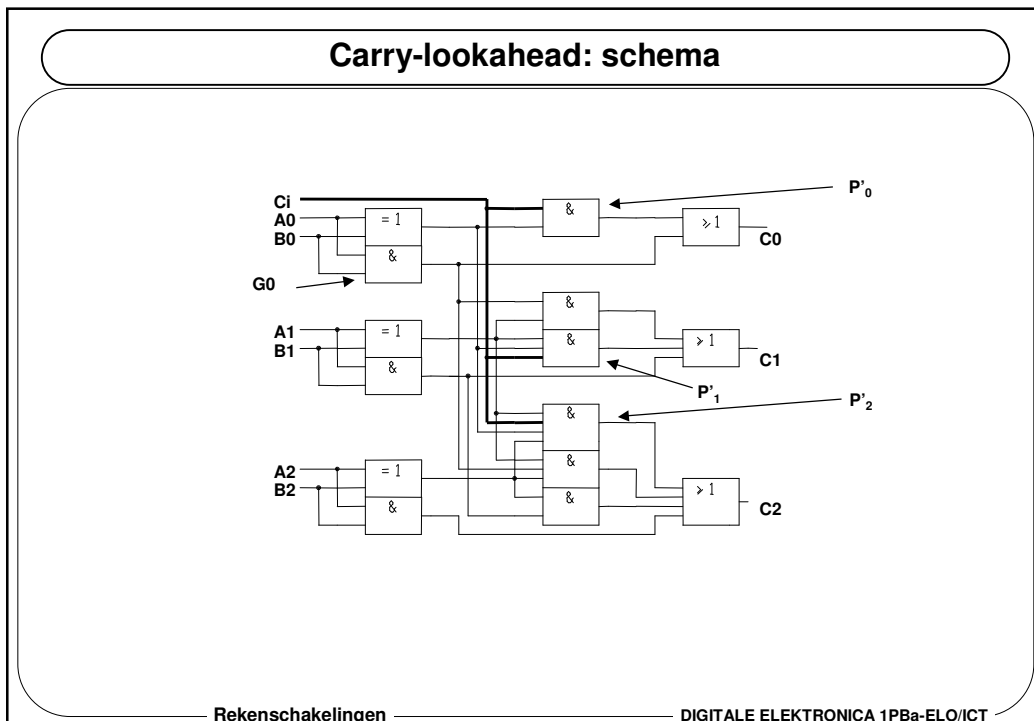 Carry-lookahead: schema
Ci
P'0
A0
= 1
&
≥ 1
B0
&
C0
G0
&
A1
= 1
&
≥ 1
B1
&
C1
P'1
P'2
&
A2
= 1
&
≥ 1
B2
&
&
C2
Rekenschakelingen
DIGITALE ELEKTRONICA 1PBa-ELO/ICT